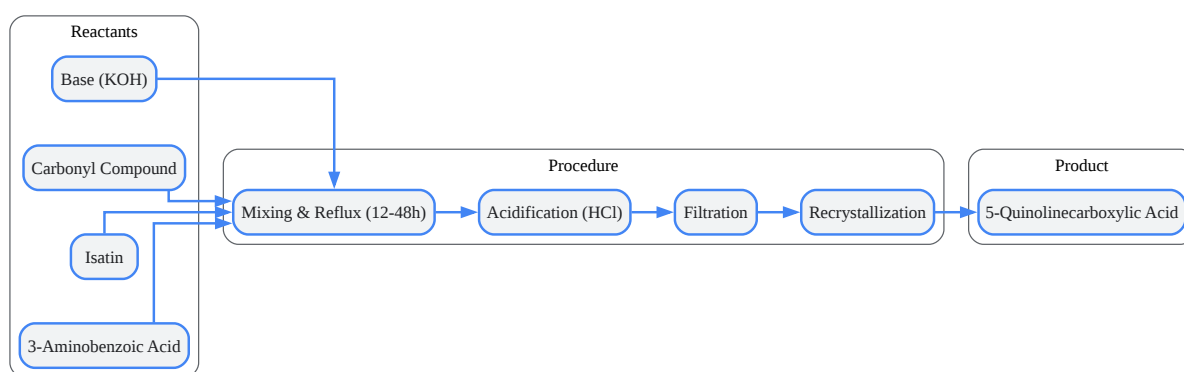 Reactants
Base (KOH)
Carbonyl Compound
Isatin
3-Aminobenzoic Acid
Procedure
Mixing & Reflux (12-48h)
Acidification (HCl)
Filtration
Recrystallization
Product
5-Quinolinecarboxylic Acid